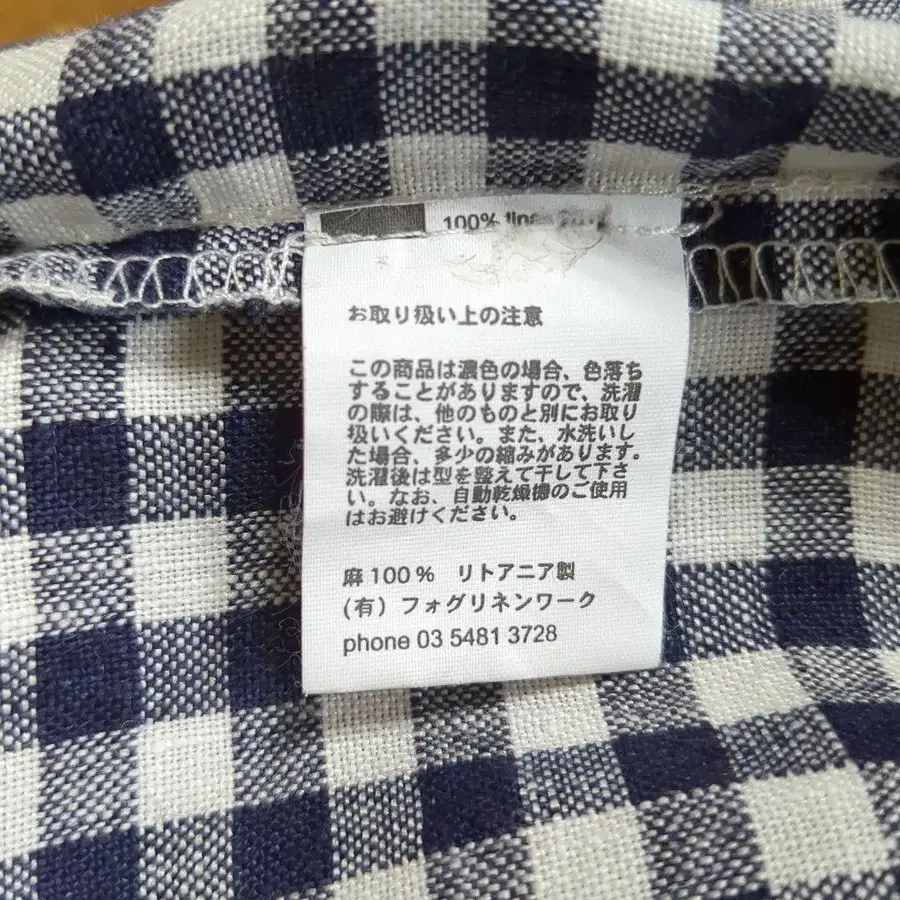 100%
お取り扱い上の注意
この商品は濃色の場合、色落ち
することがありますので、洗濯
の際は、他のものと別にお取り
扱いください。また、水洗いし
た場合、多少の縮みがあります。
洗濯後は型を整えて干して下さ
い。なお、自動乾燥機のご使用
はお避けください。
麻100% リトアニア製
(有) フォグリネンワーク
phone 03 5481 3728